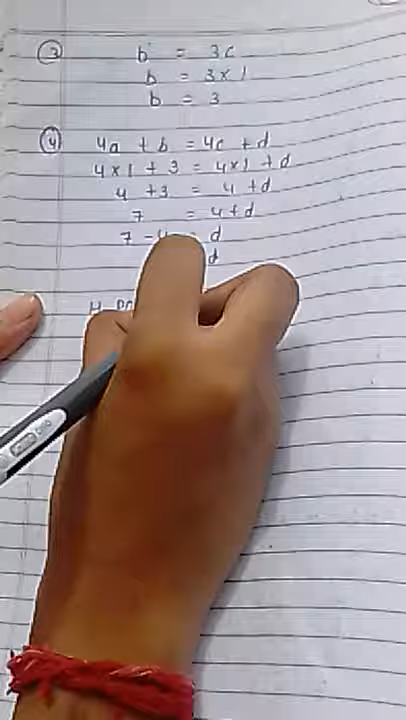 ③ b = 3c
b = 3×1
b = 3
④ 4a + b = 4c + d
4×1 + 3 = 4×1 + d
4 + 3 = 4 + d
7 = 4 + d
7 - 4 = d
d